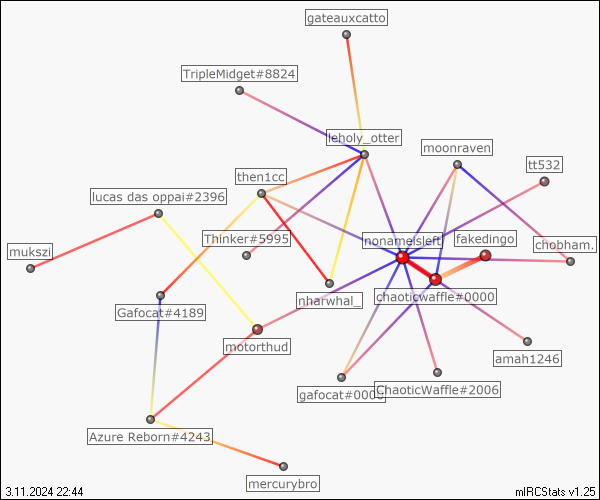 gateauxcatto
TripleMidget#8824
leholy_otter
moonraven
tt532
then1cc
lucas das oppai#2396
Thinker#5995
nonameisleft
fakedingo
chobham.
mukszi
nharwhal_
chaoticwaffle#0000
Gafocat#4189
motorthud
amah1246
gafocat#000
ChaoticWaffle#2006
Azure Reborn#4243
mercurybro
3.11.2024 22:44
mIRCStats v1.25